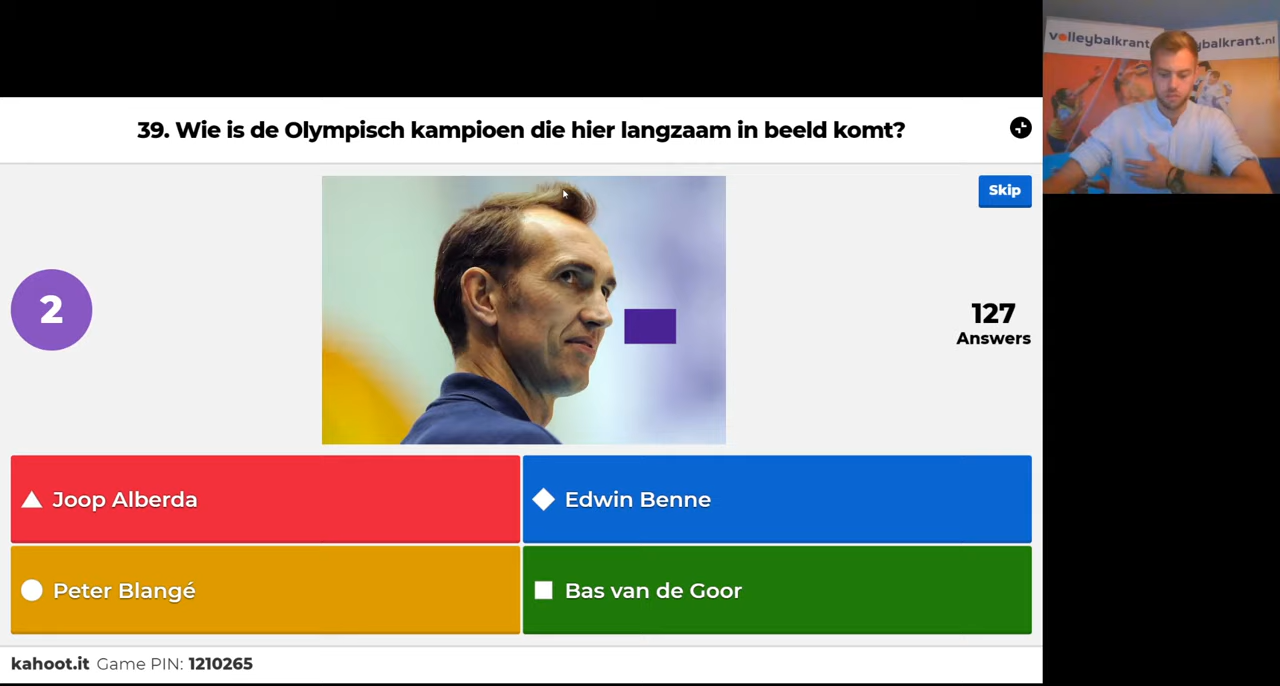 volleybalkrant
ybalkrant.nl
39. Wie is de Olympisch kampioen die hier langzaam in beeld komt?
Skip
2
127
Answers
Joop Alberda
Edwin Benne
Peter Blangé
Bas van de Goor
kahoot.it Game PIN: 1210265